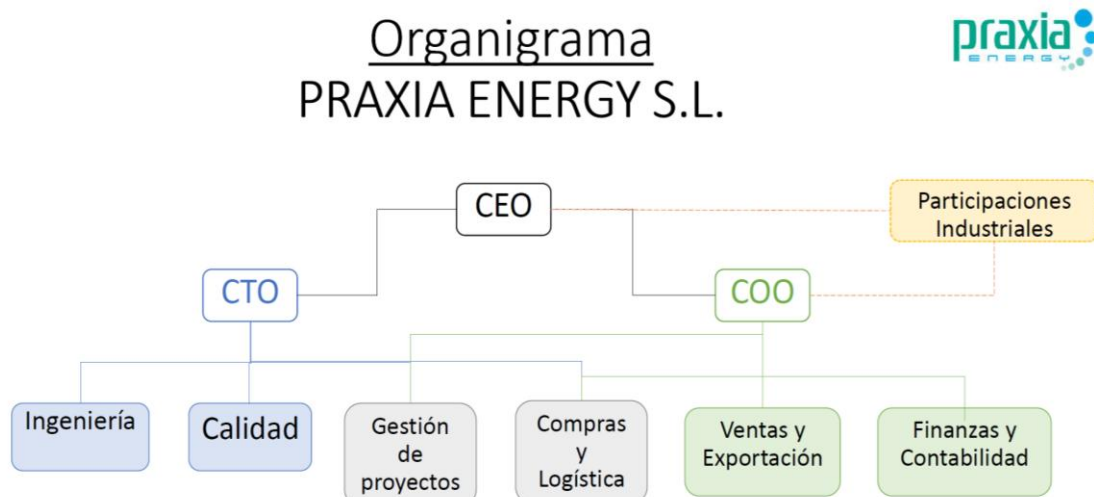 Organigrama
PRAXIA ENERGY S.L.
praxia
ENERGY
CEO
Participaciones
Industriales
CTO
COO
Ingeniería
Calidad
Gestión
de
proyectos
Compras
y
Logística
Ventas y
Exportación
Finanzas y
Contabilidad